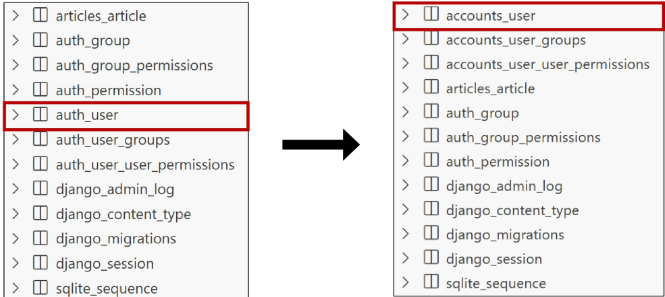 articles_article
auth_group
auth_group_permissions
auth_permission
auth_user
auth_user_groups
auth_user_user_permissions
django_admin_log
django_content_type
django_migrations
django_session
sqlite_sequence
accounts_user
accounts_user_groups
accounts_user_user_permissions
articles_article
auth_group
auth_group_permissions
auth_permission
django_admin_log
django_content_type
django_migrations
django_session
sqlite_sequence